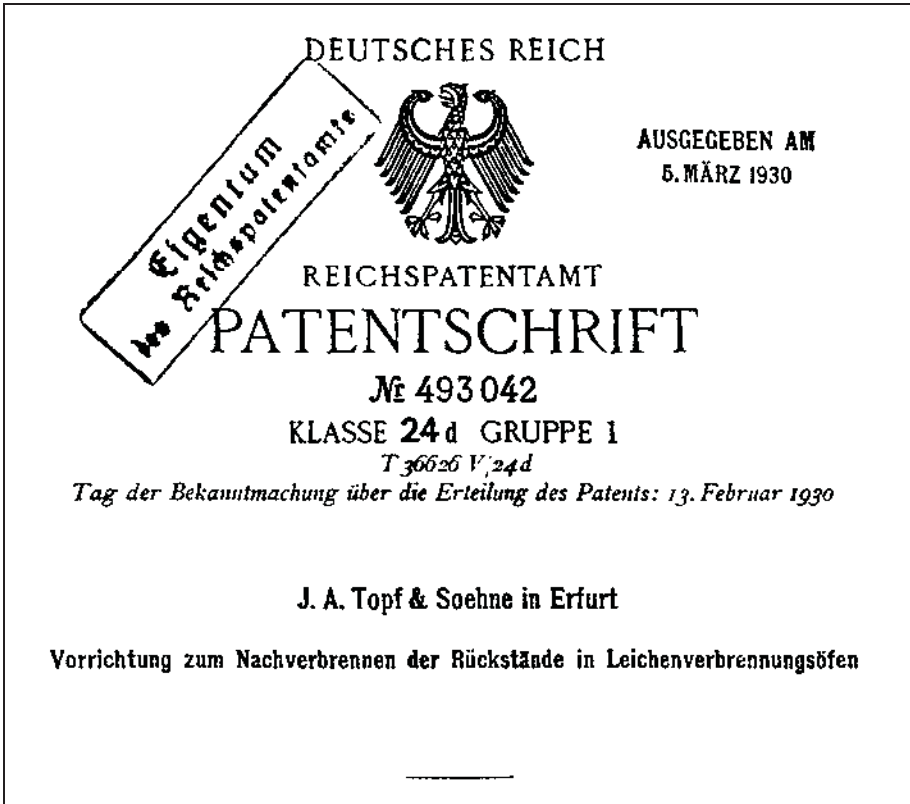 DEUTSCHES REICH
Eigentum
des Reichspatentamts
AUSGEGEBEN AM
5. MÄRZ 1930
REICHSPATENTAMT
PATENTSCHRIFT
№ 493 042
KLASSE 24 d GRUPPE 1
T 36626 V/24d
Tag der Bekanntmachung über die Erteilung des Patents: 13. Februar 1930
J. A. Topf & Soehne in Erfurt
Vorrichtung zum Nachverbrennen der Rückstände in Leichenverbrennungsöfen